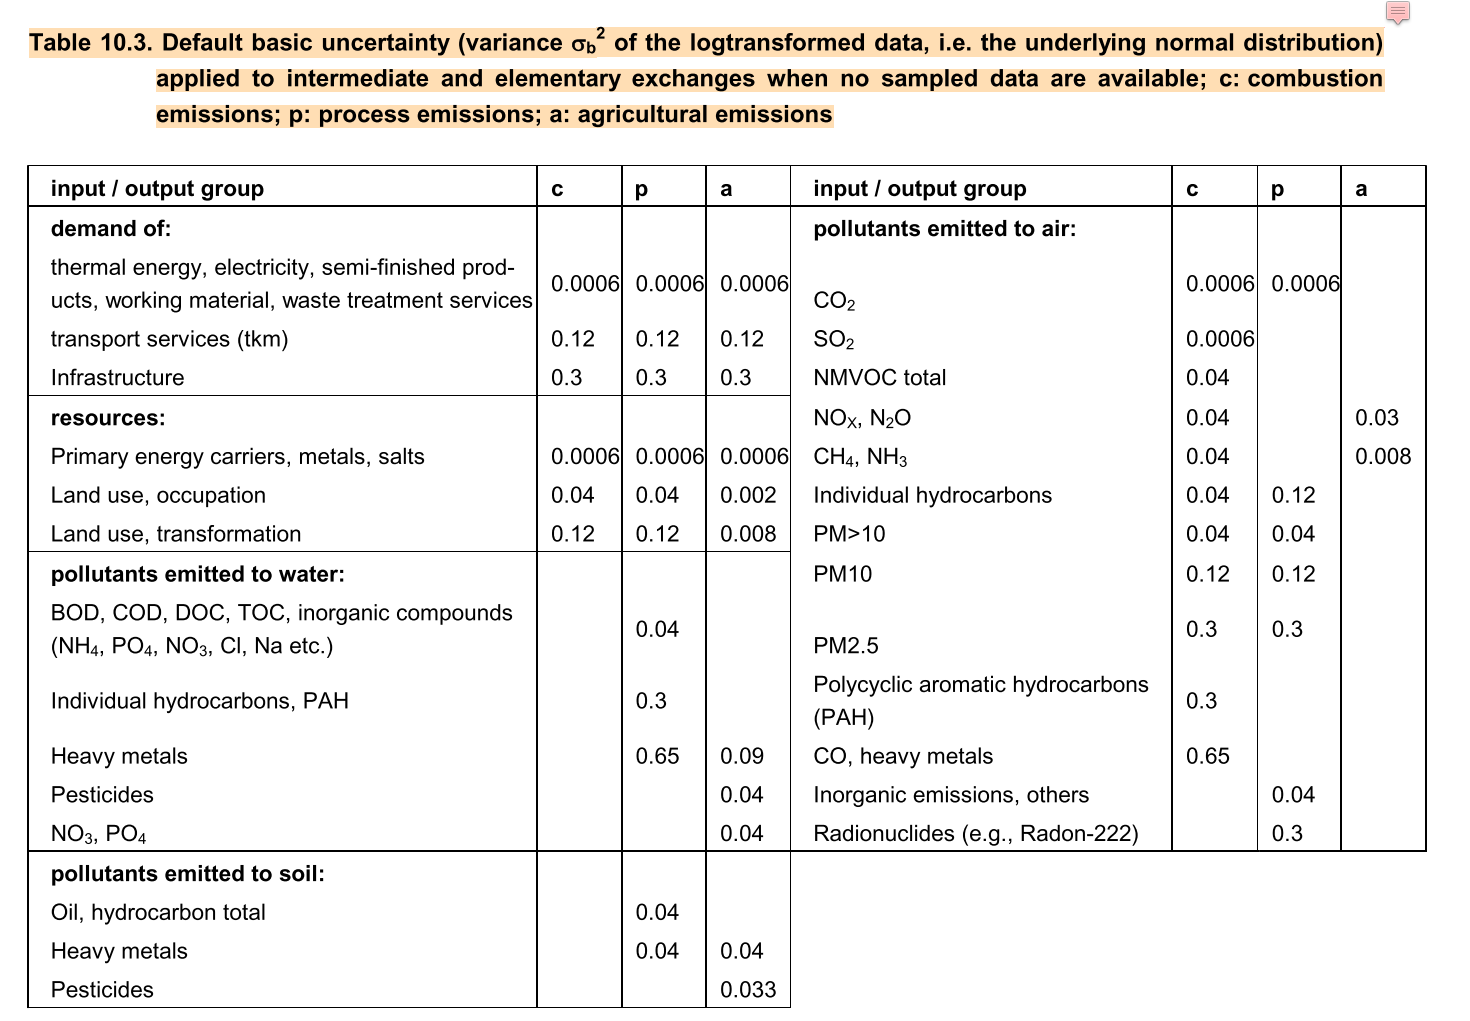 Table 10.3. Default basic uncertainty (variance σb² of the logtransformed data, i.e. the underlying normal distribution)
applied to intermediate and elementary exchanges when no sampled data are available; c: combustion
emissions; p: process emissions; a: agricultural emissions
input / output group c p a
demand of:
thermal energy, electricity, semi-finished prod-
ucts, working material, waste treatment services 0.0006 0.0006 0.0006
transport services (tkm) 0.12 0.12 0.12
Infrastructure 0.3 0.3 0.3
resources:
Primary energy carriers, metals, salts 0.0006 0.0006 0.0006
Land use, occupation 0.04 0.04 0.002
Land use, transformation 0.12 0.12 0.008
pollutants emitted to water:
BOD, COD, DOC, TOC, inorganic compounds
(NH₄, PO₄, NO₃, Cl, Na etc.) 0.04
Individual hydrocarbons, PAH 0.3
Heavy metals 0.65 0.09
Pesticides 0.04
NO₃, PO₄ 0.04
pollutants emitted to soil:
Oil, hydrocarbon total 0.04
Heavy metals 0.04 0.04
Pesticides 0.033
input / output group c p a
pollutants emitted to air:
CO₂ 0.0006 0.0006
SO₂ 0.0006
NMVOC total 0.04
NOₓ, N₂O 0.04 0.03
CH₄, NH₃ 0.04 0.008
Individual hydrocarbons 0.04 0.12
PM>10 0.04 0.04
PM10 0.12 0.12
PM2.5 0.3 0.3
Polycyclic aromatic hydrocarbons
(PAH) 0.3
CO, heavy metals 0.65
Inorganic emissions, others 0.04
Radionuclides (e.g., Radon-222) 0.3